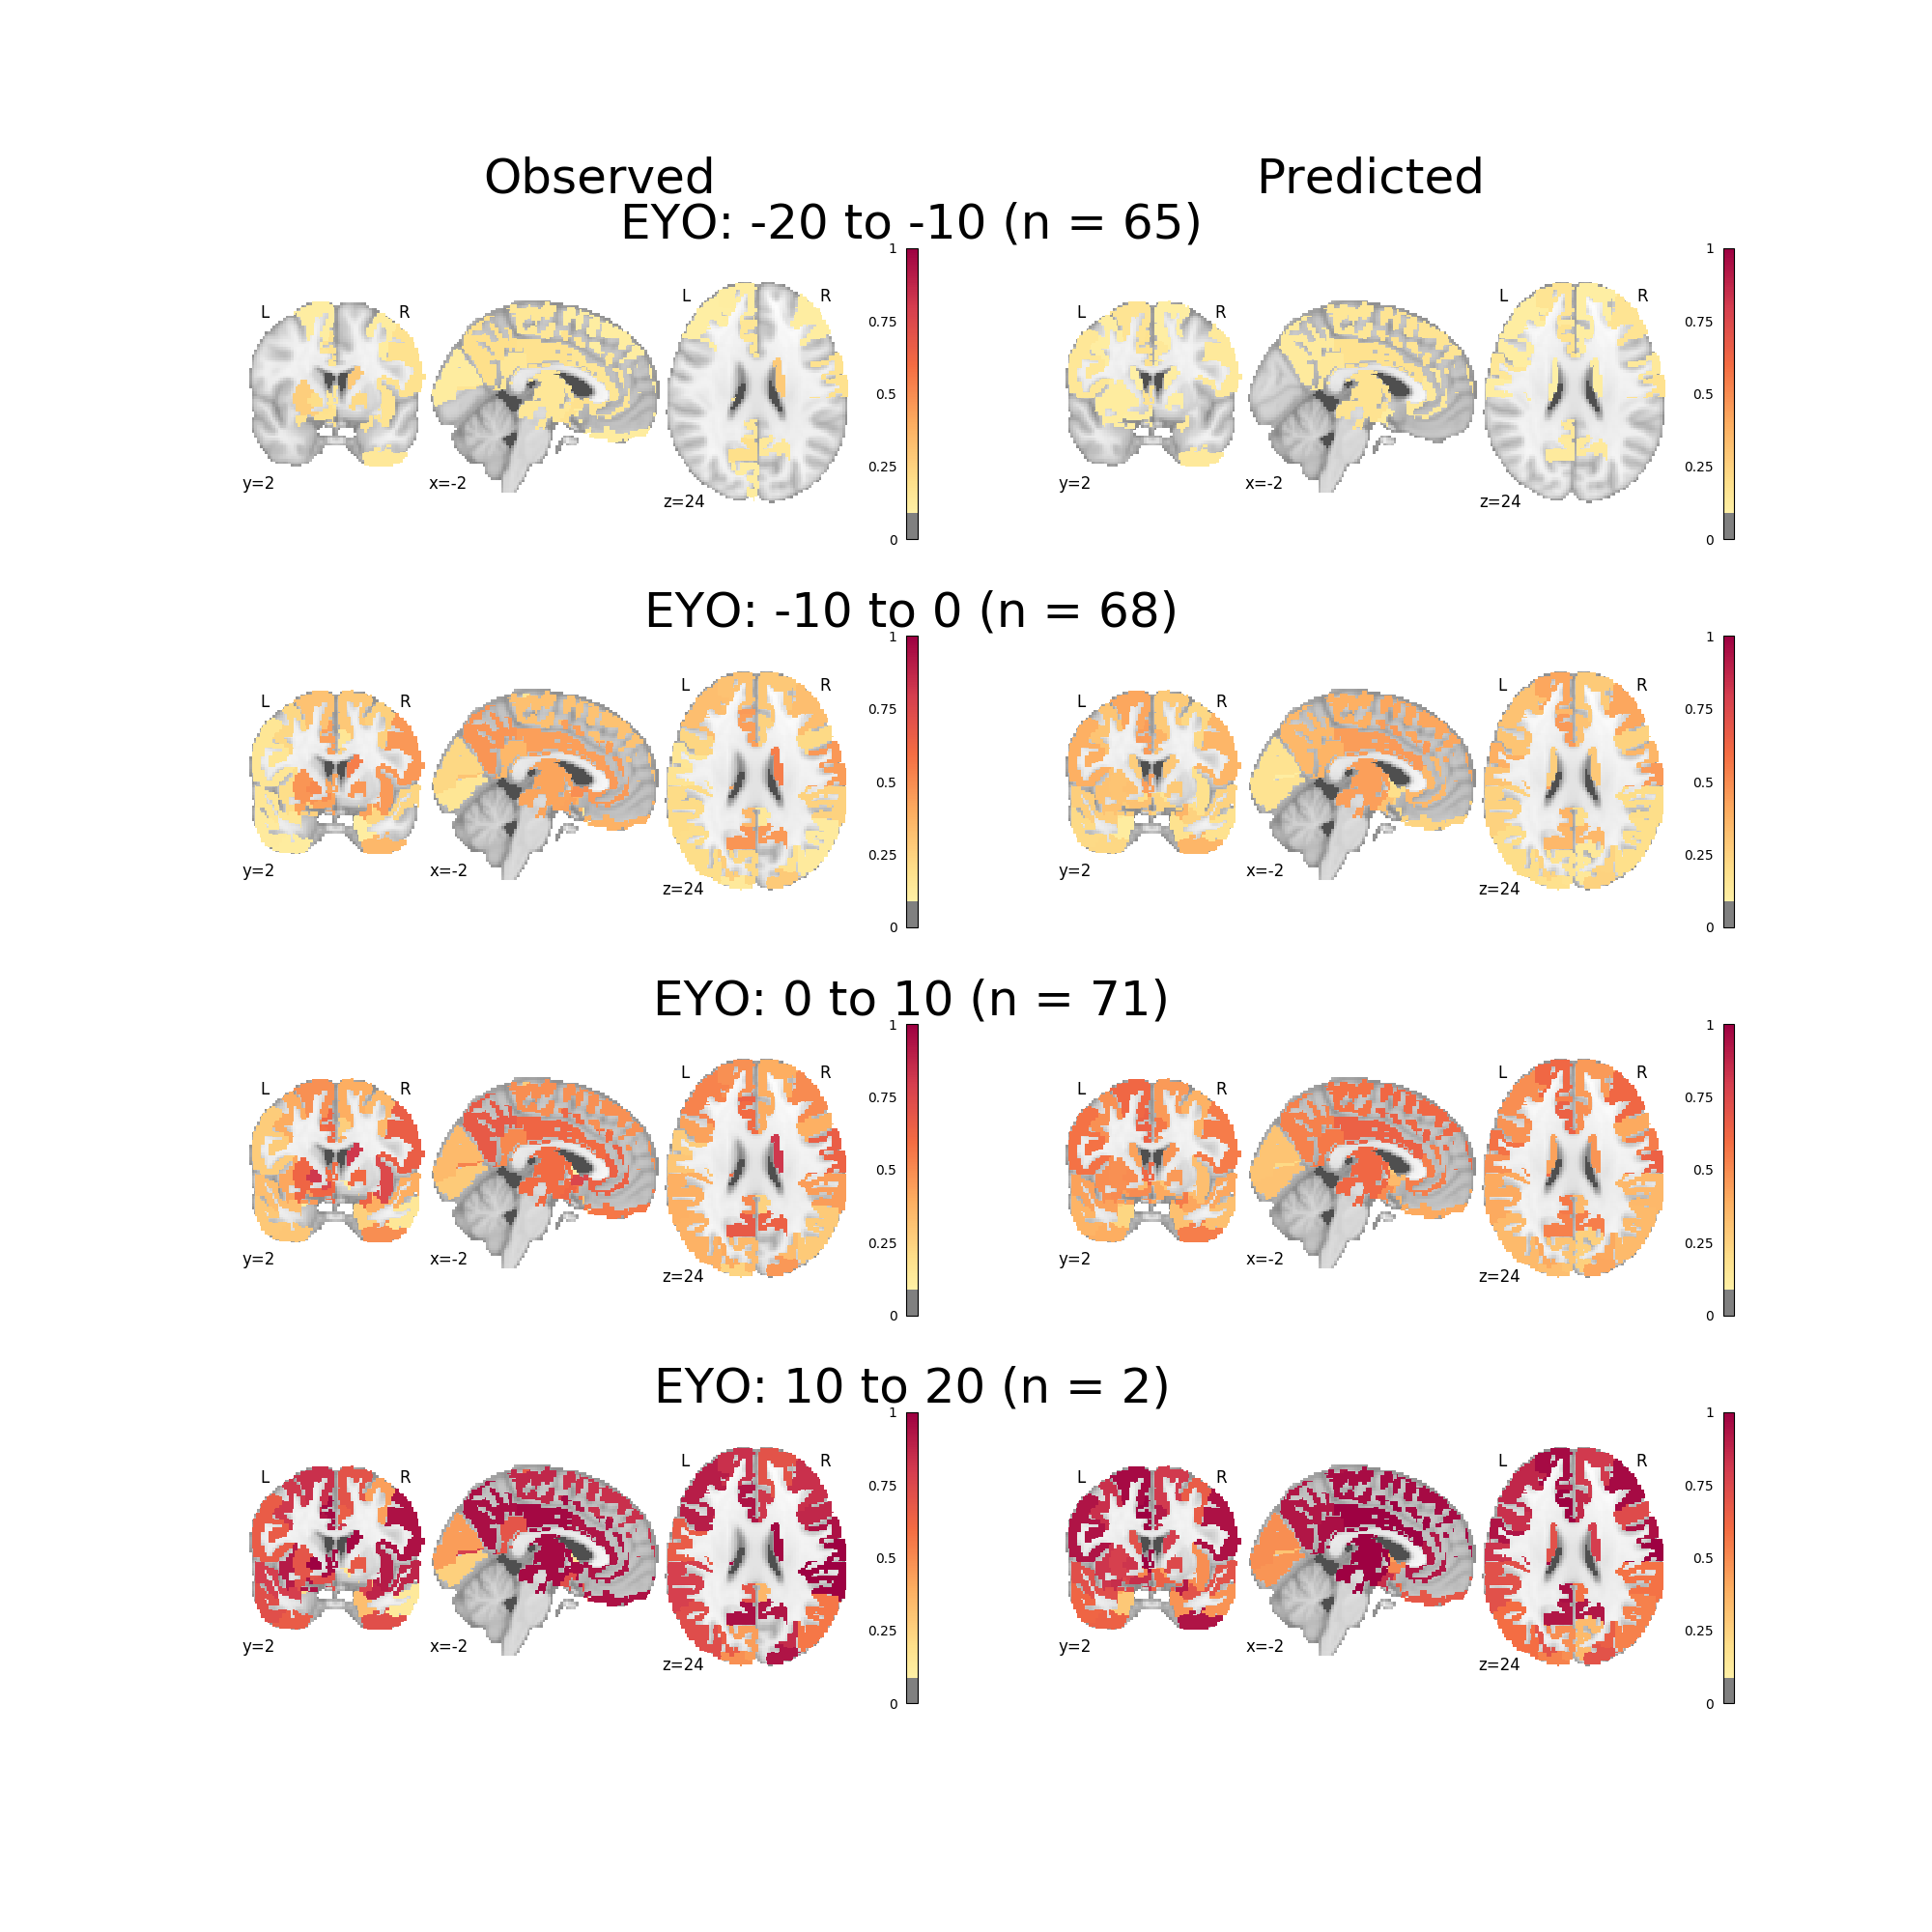 Observed Predicted
EYO: -20 to -10 (n = 65)
1 1
L R L R
0.75 0.75
0.5 0.5
0.25 0.25
y=2 x=-2 z=24 y=2 x=-2 z=24
0 0
EYO: -10 to 0 (n = 68)
1 1
L R L R L R L R
0.75 0.75
0.5 0.5
0.25 0.25
y=2 x=-2 z=24 y=2 x=-2 z=24
0 0
EYO: 0 to 10 (n = 71)
1 1
L R L R L R L R
0.75 0.75
0.5 0.5
0.25 0.25
y=2 x=-2 z=24 y=2 x=-2 z=24
0 0
EYO: 10 to 20 (n = 2)
1 1
L R L R L R L R
0.75 0.75
0.5 0.5
0.25 0.25
y=2 x=-2 z=24 y=2 x=-2 z=24
0 0